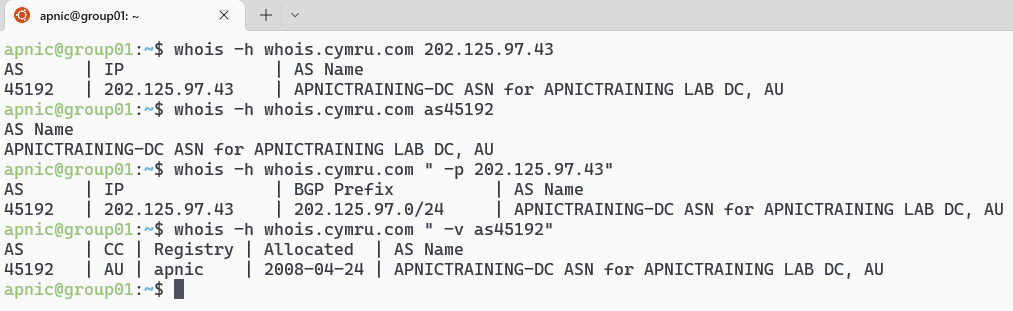 apnic@group01: ~
apnic@group01:~$ whois -h whois.cymru.com 202.125.97.43
AS      | IP               | AS Name
45192   | 202.125.97.43    | APNICTRAINING-DC ASN for APNICTRAINING LAB DC, AU
apnic@group01:~$ whois -h whois.cymru.com as45192
AS Name
APNICTRAINING-DC ASN for APNICTRAINING LAB DC, AU
apnic@group01:~$ whois -h whois.cymru.com " -p 202.125.97.43"
AS      | IP               | BGP Prefix          | AS Name
45192   | 202.125.97.43    | 202.125.97.0/24     | APNICTRAINING-DC ASN for APNICTRAINING LAB DC, AU
apnic@group01:~$ whois -h whois.cymru.com " -v as45192"
AS      | CC | Registry | Allocated  | AS Name
45192   | AU | apnic    | 2008-04-24 | APNICTRAINING-DC ASN for APNICTRAINING LAB DC, AU
apnic@group01:~$